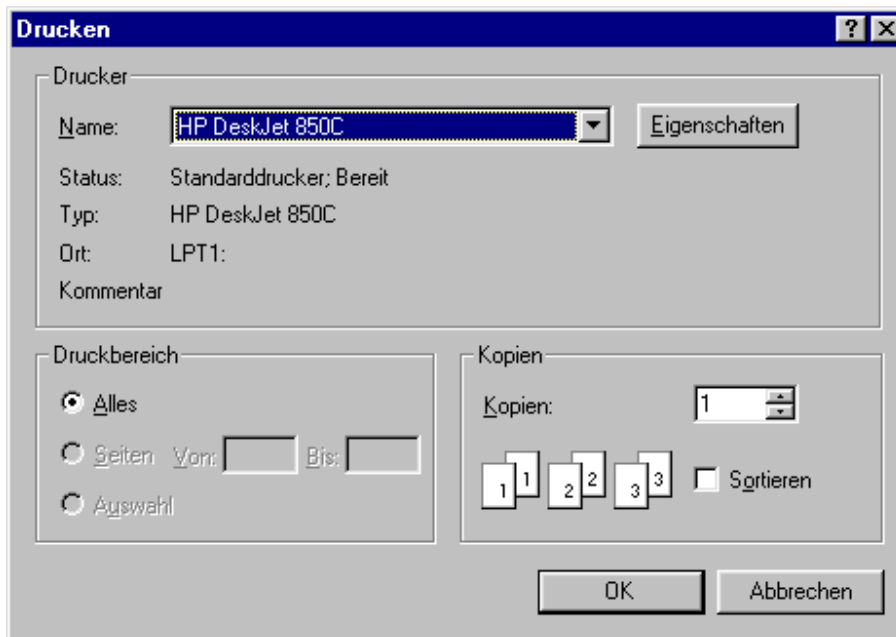 Drucken
Drucker
Name: HP DeskJet 850C Eigenschaften
Status: Standarddrucker; Bereit
Typ: HP DeskJet 850C
Ort: LPT1:
Kommentar
Druckbereich
Alles
Seiten Von: Bis:
Auswahl
Kopien
Kopien: 1
1 1 2 2 3 3 Sortieren
OK Abbrechen